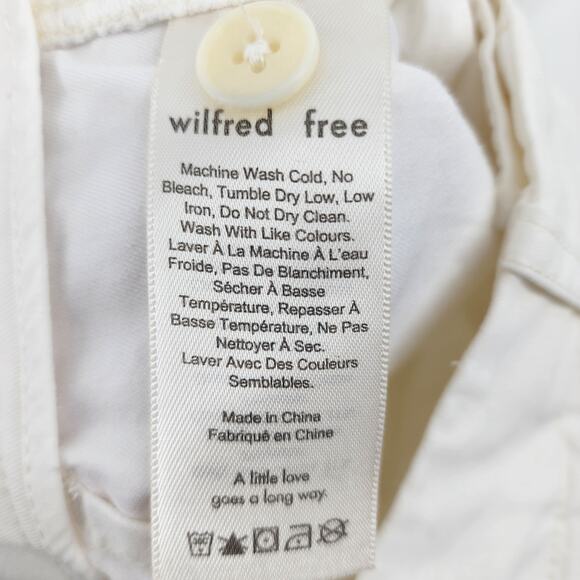 wilfred free
Machine Wash Cold, No
Bleach, Tumble Dry Low, Low
Iron, Do Not Dry Clean.
Wash With Like Colours.
Laver À La Machine À L'eau
Froide, Pas De Blanchiment,
Sécher À Basse
Température, Repasser À
Basse Température, Ne Pas
Nettoyer À Sec.
Laver Avec Des Couleurs
Semblables.
Made in China
Fabriqué en Chine
A little love
goes a long way.